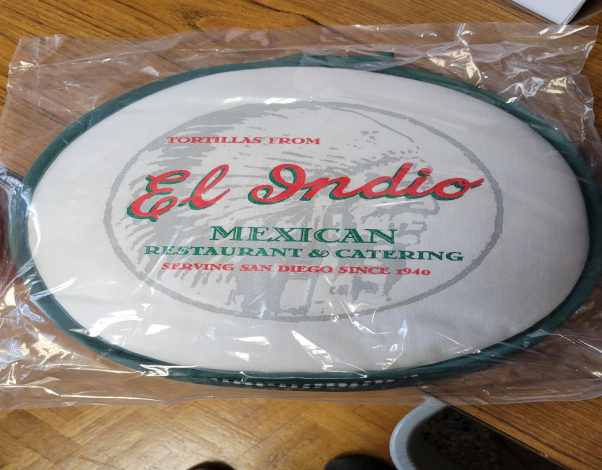 TORTILLAS FROM
El Indio
MEXICAN
RESTAURANT & CATERING
SERVING SAN DIEGO SINCE 1940